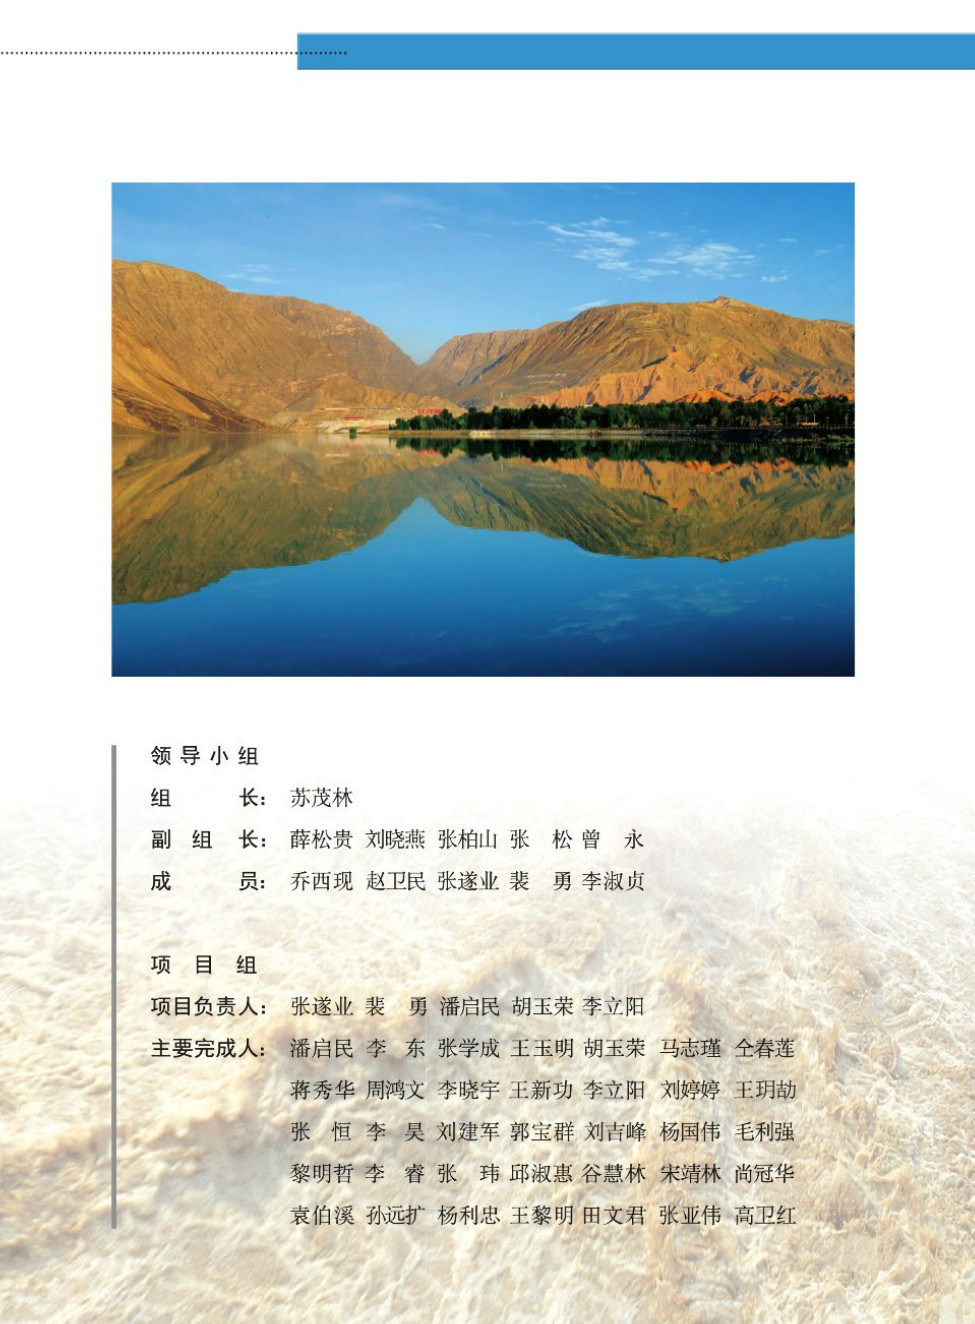 领导小组
组 长： 苏茂林
副 组 长： 薛松贵 刘晓燕 张柏山 张 松 曾 永
成 员： 乔西现 赵卫民 张遂业 裴 勇 李淑贞
项 目 组
项目负责人： 张遂业 裴 勇 潘启民 胡玉荣 李立阳
主要完成人： 潘启民 李 东 张学成 王玉明 胡玉荣 马志瑾 仝春莲
蒋秀华 周鸿文 李晓宇 王新功 李立阳 刘婷婷 王玥劼
张 恒 李 昊 刘建军 郭宝群 刘吉峰 杨国伟 毛利强
黎明哲 李 睿 张 玮 邱淑惠 谷慧林 宋靖林 尚冠华
袁伯溪 孙远扩 杨利忠 王黎明 田文君 张亚伟 高卫红